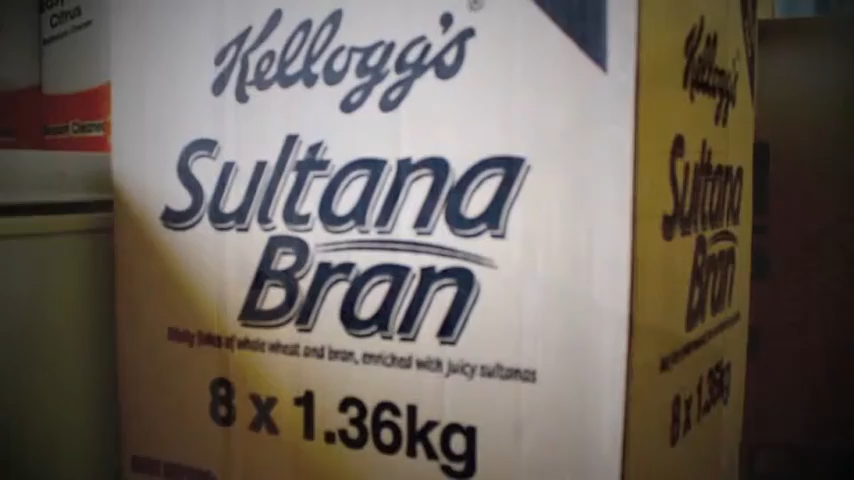 Citrus
Kellogg's®
Sultana
Bran
flakes of whole wheat and bran, enriched with juicy sultanas
8 x 1.36kg
Kellogg's
Sultana
Bran
8 x 1.36kg